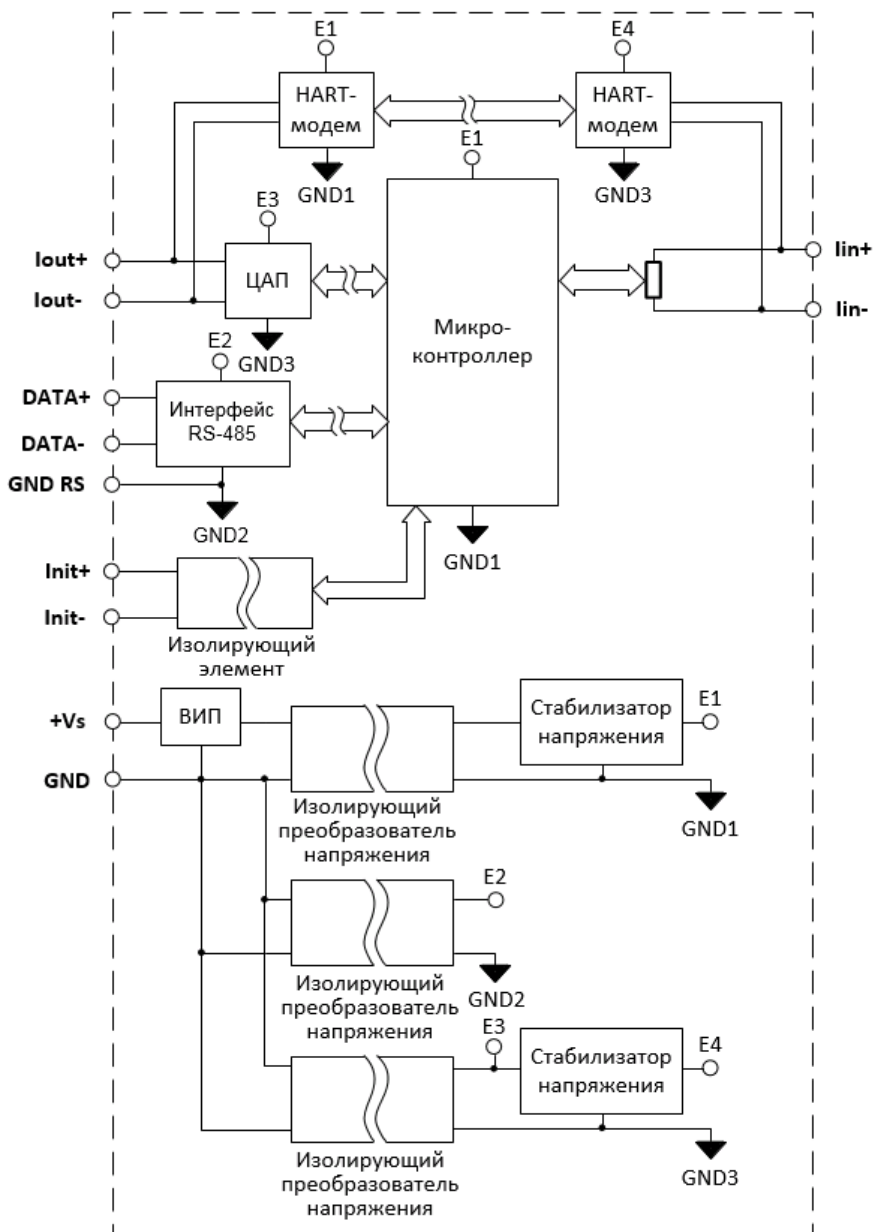 E1
E4
HART-
модем
HART-
модем
E1
GND1
GND3
E3
Iout+
ЦАП
Iin+
Iout-
Микро-
контроллер
Iin-
GND3
E2
DATA+
Интерфейс
RS-485
DATA-
GND RS
GND2
GND1
Init+
Init-
Изолирующий
элемент
+Vs
ВИП
Стабилизатор
напряжения
E1
GND
GND1
Изолирующий
преобразователь
напряжения
E2
GND2
Изолирующий
преобразователь
напряжения
E3
Стабилизатор
напряжения
E4
GND3
Изолирующий
преобразователь
напряжения